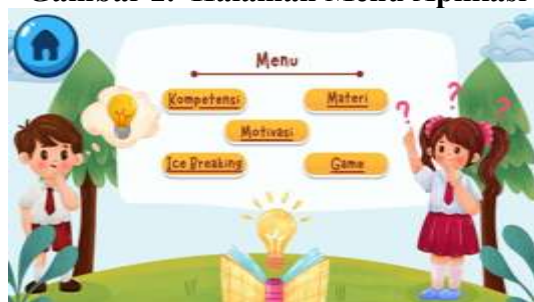 Menu
Kompetensi
Materi
Motivasi
Ice Breaking
Game